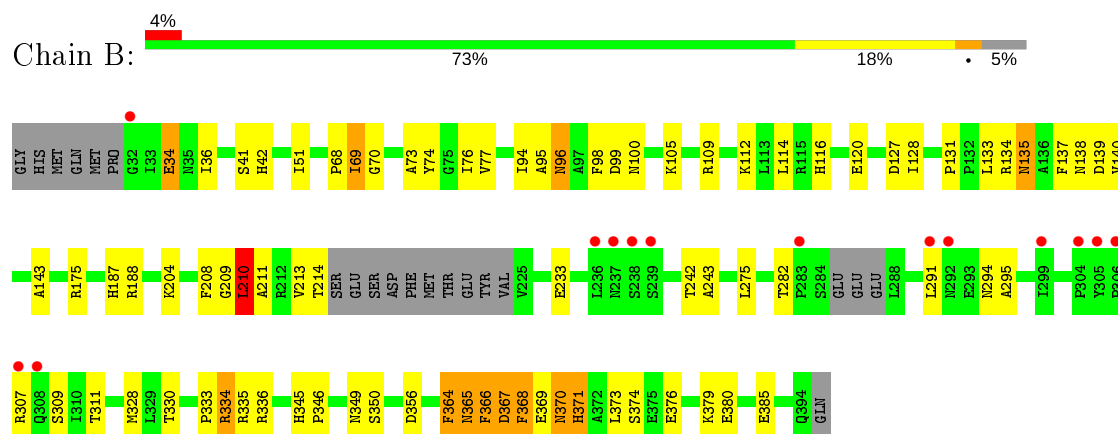 4%
Chain B:
73% 18% • 5%
GLY HIS MET GLN MET PRO G32 I33 E34 N35 I36 S41 H42 I51 P68 I69 G70 A73 Y74 G75 I76 V77 I94 A95 N96 A97 F98 D99 N100 K105 R109 K112 L113 L114 R115 H116 E120 D127 I128 P131 P132 L133 R134 N135 A136 F137 N138 D139 V140
A143 R175 H187 R188 K204 F208 G209 L210 A211 R212 V213 T214 SER GLU SER ASP PHE MET THR GLU TYR VAL V225 E233 L236 N237 S238 S239 T242 A243 L275 T282 P283 S284 GLU GLU GLU L288 L291 N292 E293 N294 A295 I299 P304 Y305 P306
R307 Q308 S309 I310 T311 M328 L329 T330 P333 R334 R335 R336 H345 P346 N349 S350 D356 F364 N365 F366 D367 F368 E369 N370 H371 A372 L373 S374 E375 E376 K379 E380 E385 Q394 GLN